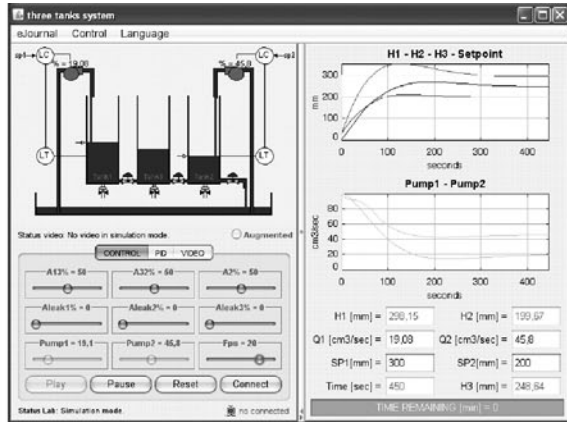 three tanks system
eJournal Control Language
sp1 LC LC sp2
% = 19,08 % = 45,8
LT LT
Tank1 Tank3 Tank2
Status video: No video in simulation mode. Augmented
CONTROL PID VIDEO
A13% = 50 A32% = 50 A2% = 50
Aleak1% = 0 Aleak2% = 0 Aleak3% = 0
Pump1 = 19,1 Pump2 = 45,8 Fps = 20
Play Pause Reset Connect
Status Lab: Simulation mode. no connected
H1 - H2 - H3 - Setpoint
mm
300
200
100
0
0 100 200 300 400
seconds
Pump1 - Pump2
cm3/sec
80
60
40
20
0
0 100 200 300 400
seconds
H1 [mm] = 298,15 H2 [mm] = 199,67
Q1 [cm3/sec] = 19,08 Q2 [cm3/sec] = 45,8
SP1[mm] = 300 SP2[mm] = 200
Time [sec] = 450 H3 [mm] = 248,64
TIME REMAINING [min] = 0